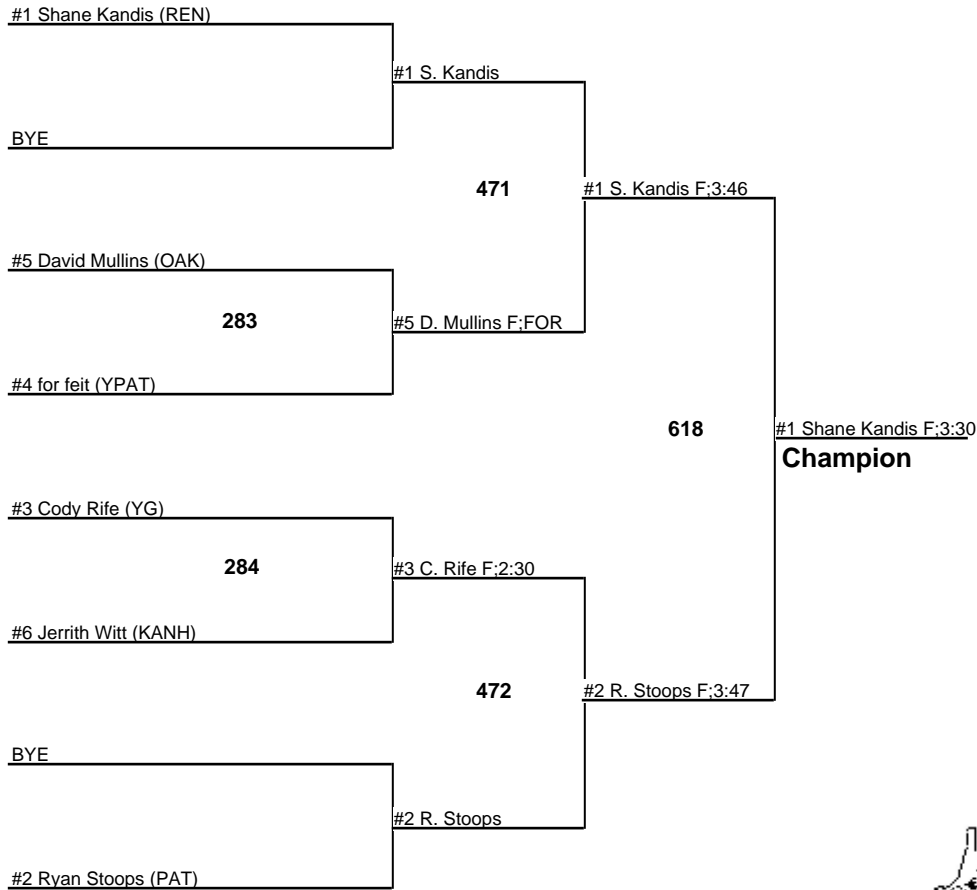 #1 Shane Kandis (REN)
#1 S. Kandis
BYE
471
#1 S. Kandis F;3:46
#5 David Mullins (OAK)
283
#5 D. Mullins F;FOR
#4 for feit (YPAT)
618
#1 Shane Kandis F;3:30
Champion
#3 Cody Rife (YG)
284
#3 C. Rife F;2:30
#6 Jerrith Witt (KANH)
472
#2 R. Stoops F;3:47
BYE
#2 R. Stoops
#2 Ryan Stoops (PAT)